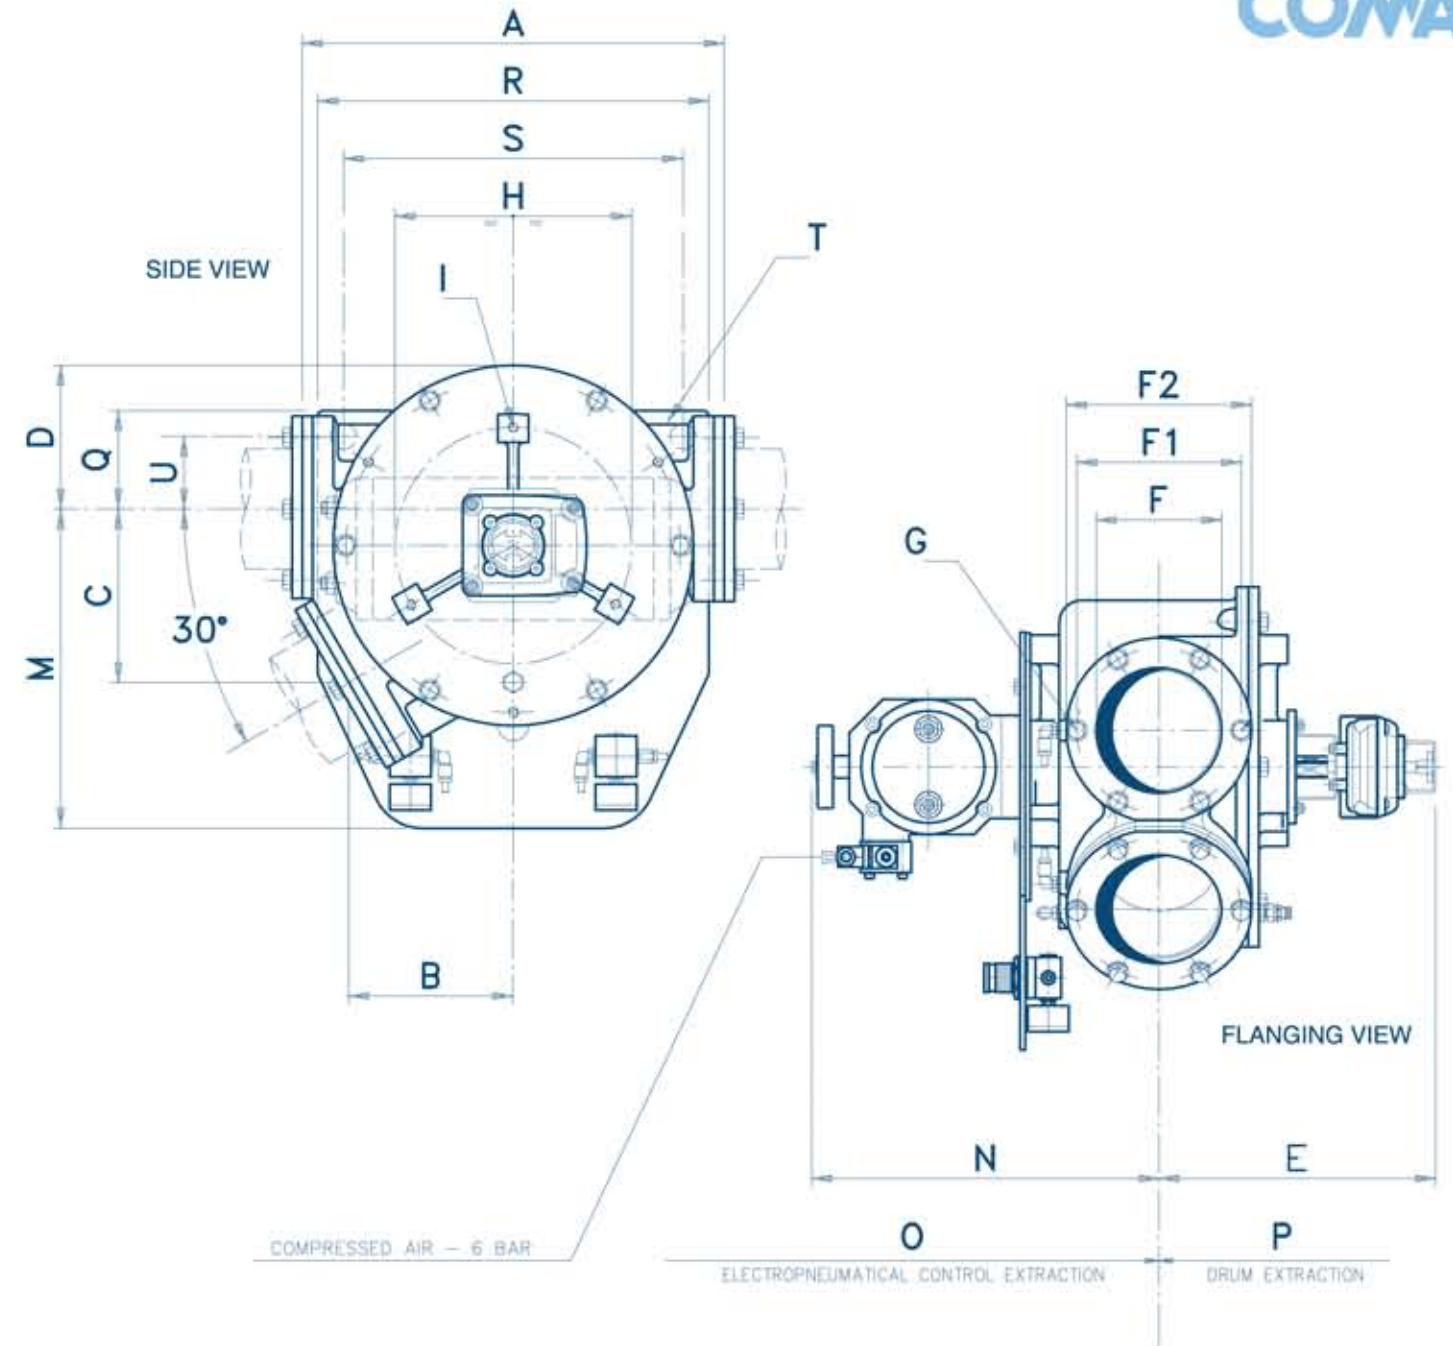 COMA
A
R
S
H
T
SIDE VIEW
I
F2
D
Q
U
F1
F
G
C
30°
M
B
FLANGING VIEW
N
E
O
P
COMPRESSED AIR – 6 BAR
ELECTROPNEUMATICAL CONTROL EXTRACTION
DRUM EXTRACTION